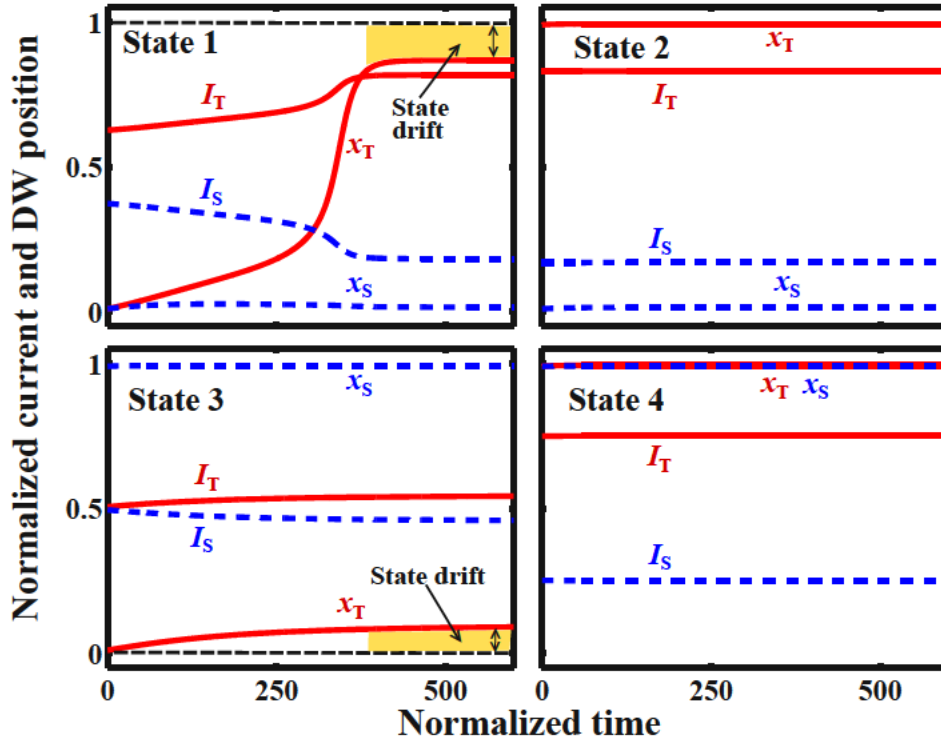 Normalized current and DW position
1
State 1
I_T
State
drift
x_T
0.5
I_S
x_S
0
State 2
x_T
I_T
I_S
x_S
1
x_S
State 3
I_T
0.5
I_S
State drift
x_T
0
0
250
500
x_T x_S
State 4
I_T
I_S
0
250
500
Normalized time